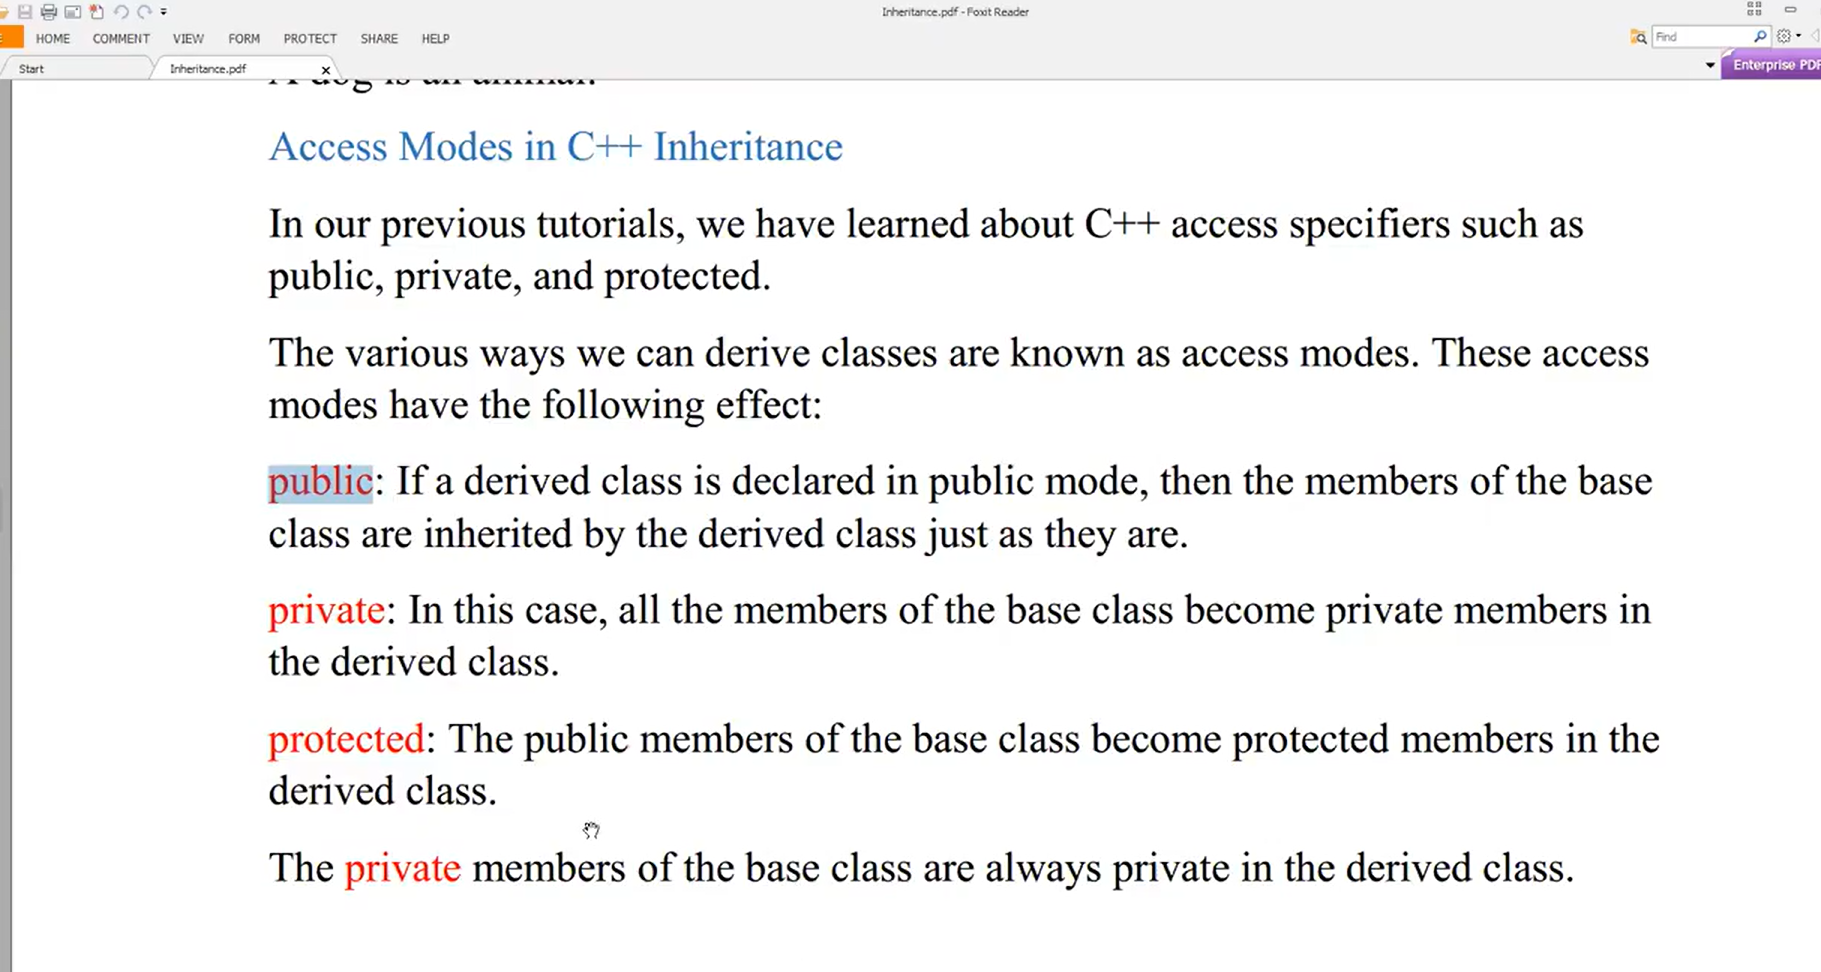 Inheritance.pdf - Foxit Reader
HOME COMMENT VIEW FORM PROTECT SHARE HELP
Find
Start
Inheritance.pdf
Enterprise PDF
A dog is an animal.
Access Modes in C++ Inheritance
In our previous tutorials, we have learned about C++ access specifiers such as
public, private, and protected.
The various ways we can derive classes are known as access modes. These access
modes have the following effect:
public: If a derived class is declared in public mode, then the members of the base
class are inherited by the derived class just as they are.
private: In this case, all the members of the base class become private members in
the derived class.
protected: The public members of the base class become protected members in the
derived class.
The private members of the base class are always private in the derived class.